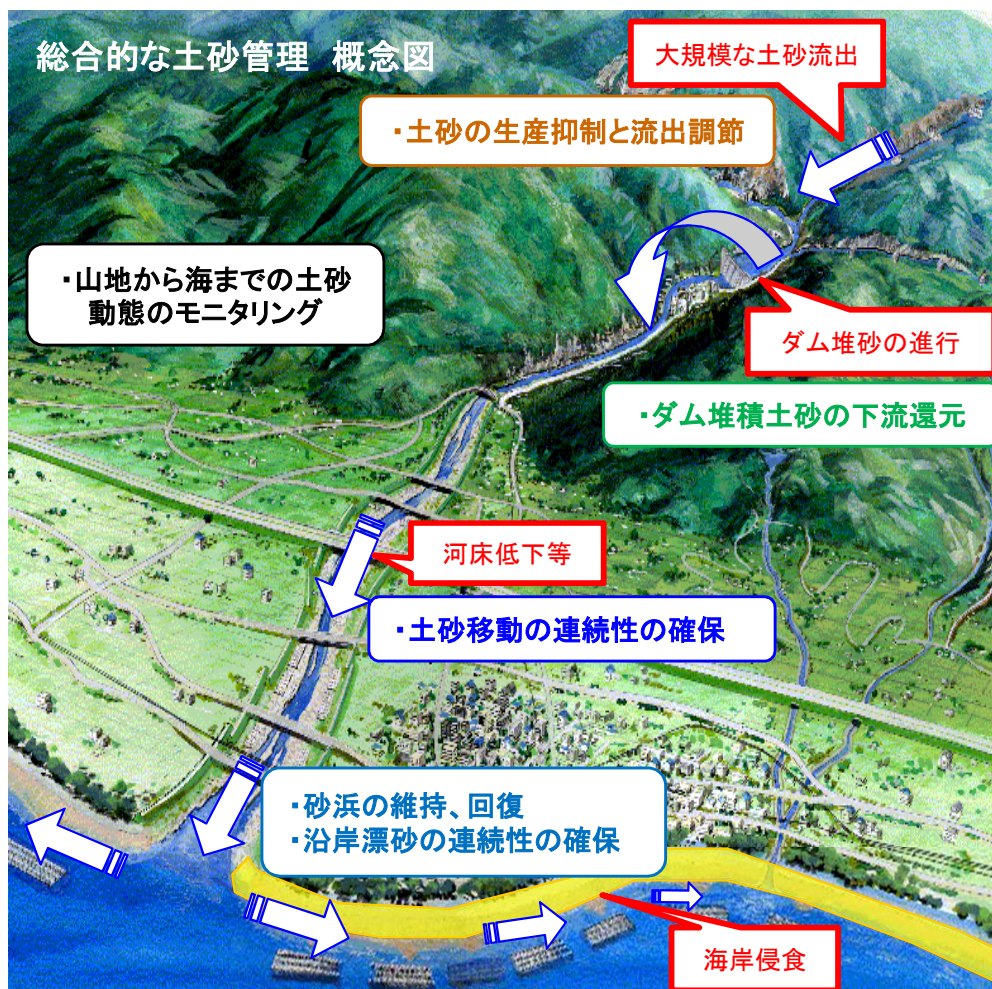 総合的な土砂管理 概念図
大規模な土砂流出
・土砂の生産抑制と流出調節
・山地から海までの土砂
動態のモニタリング
ダム堆砂の進行
・ダム堆積土砂の下流還元
河床低下等
・土砂移動の連続性の確保
・砂浜の維持、回復
・沿岸漂砂の連続性の確保
海岸侵食